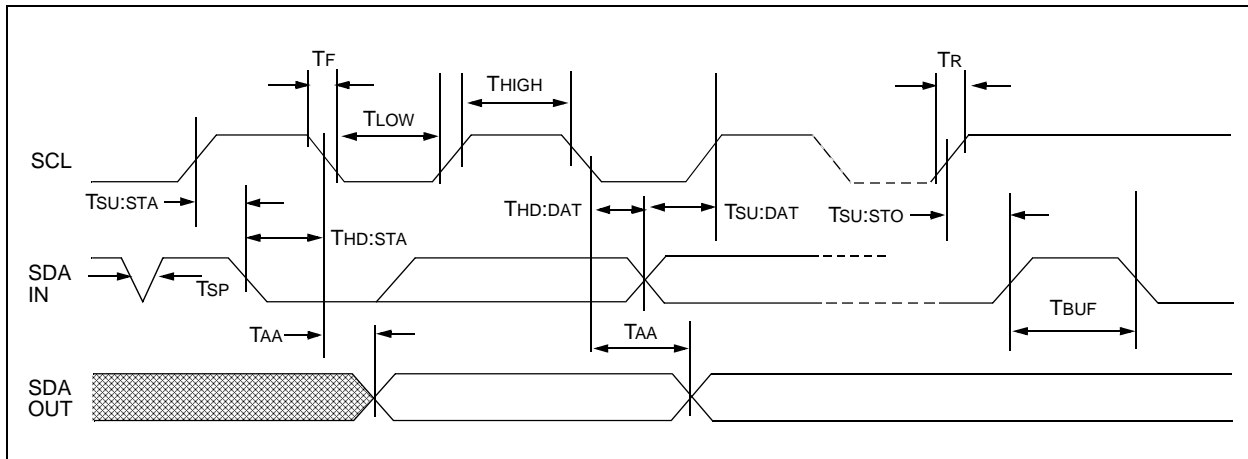 TF
TR
THIGH
TLOW
SCL
TSU:STA
THD:DAT
TSU:DAT
TSU:STO
THD:STA
SDA
IN
TSP
TBUF
TAA
TAA
SDA
OUT